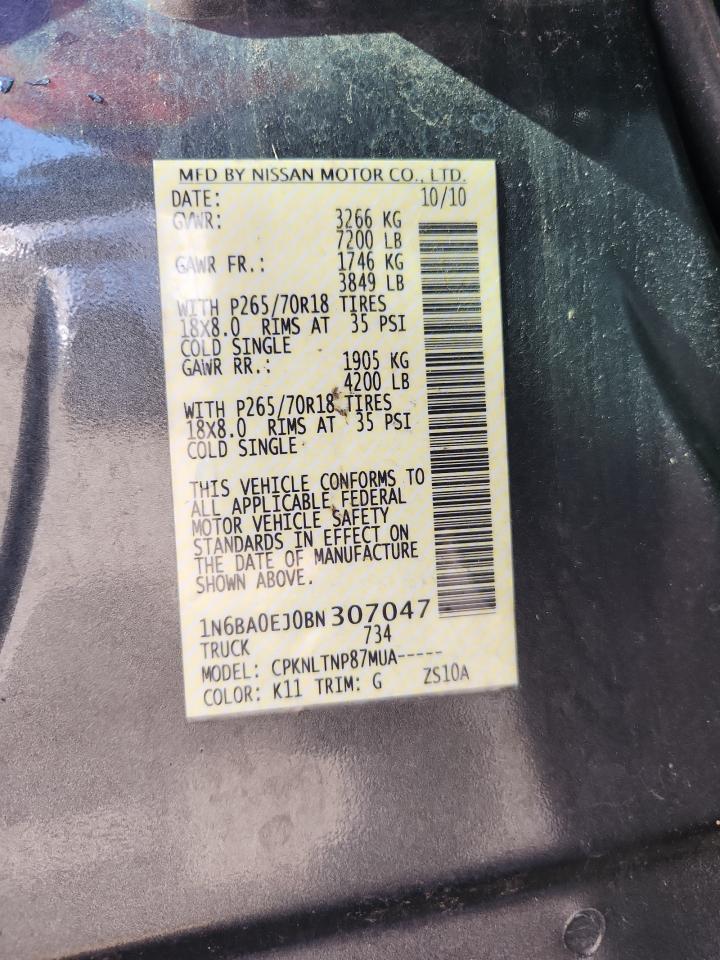 MFD BY NISSAN MOTOR CO., LTD.
DATE: 10/10
GVWR: 3266 KG
7200 LB
GAWR FR.: 1746 KG
3849 LB
WITH P265/70R18 TIRES
18X8.0 RIMS AT 35 PSI
COLD SINGLE
GAWR RR.: 1905 KG
4200 LB
WITH P265/70R18 TIRES
18X8.0 RIMS AT 35 PSI
COLD SINGLE
THIS VEHICLE CONFORMS TO
ALL APPLICABLE FEDERAL
MOTOR VEHICLE SAFETY
STANDARDS IN EFFECT ON
THE DATE OF MANUFACTURE
SHOWN ABOVE.
1N6BA0EJ0BN307047
TRUCK 734
MODEL: CPKNLTNP87MUA-----
COLOR: K11 TRIM: G ZS10A